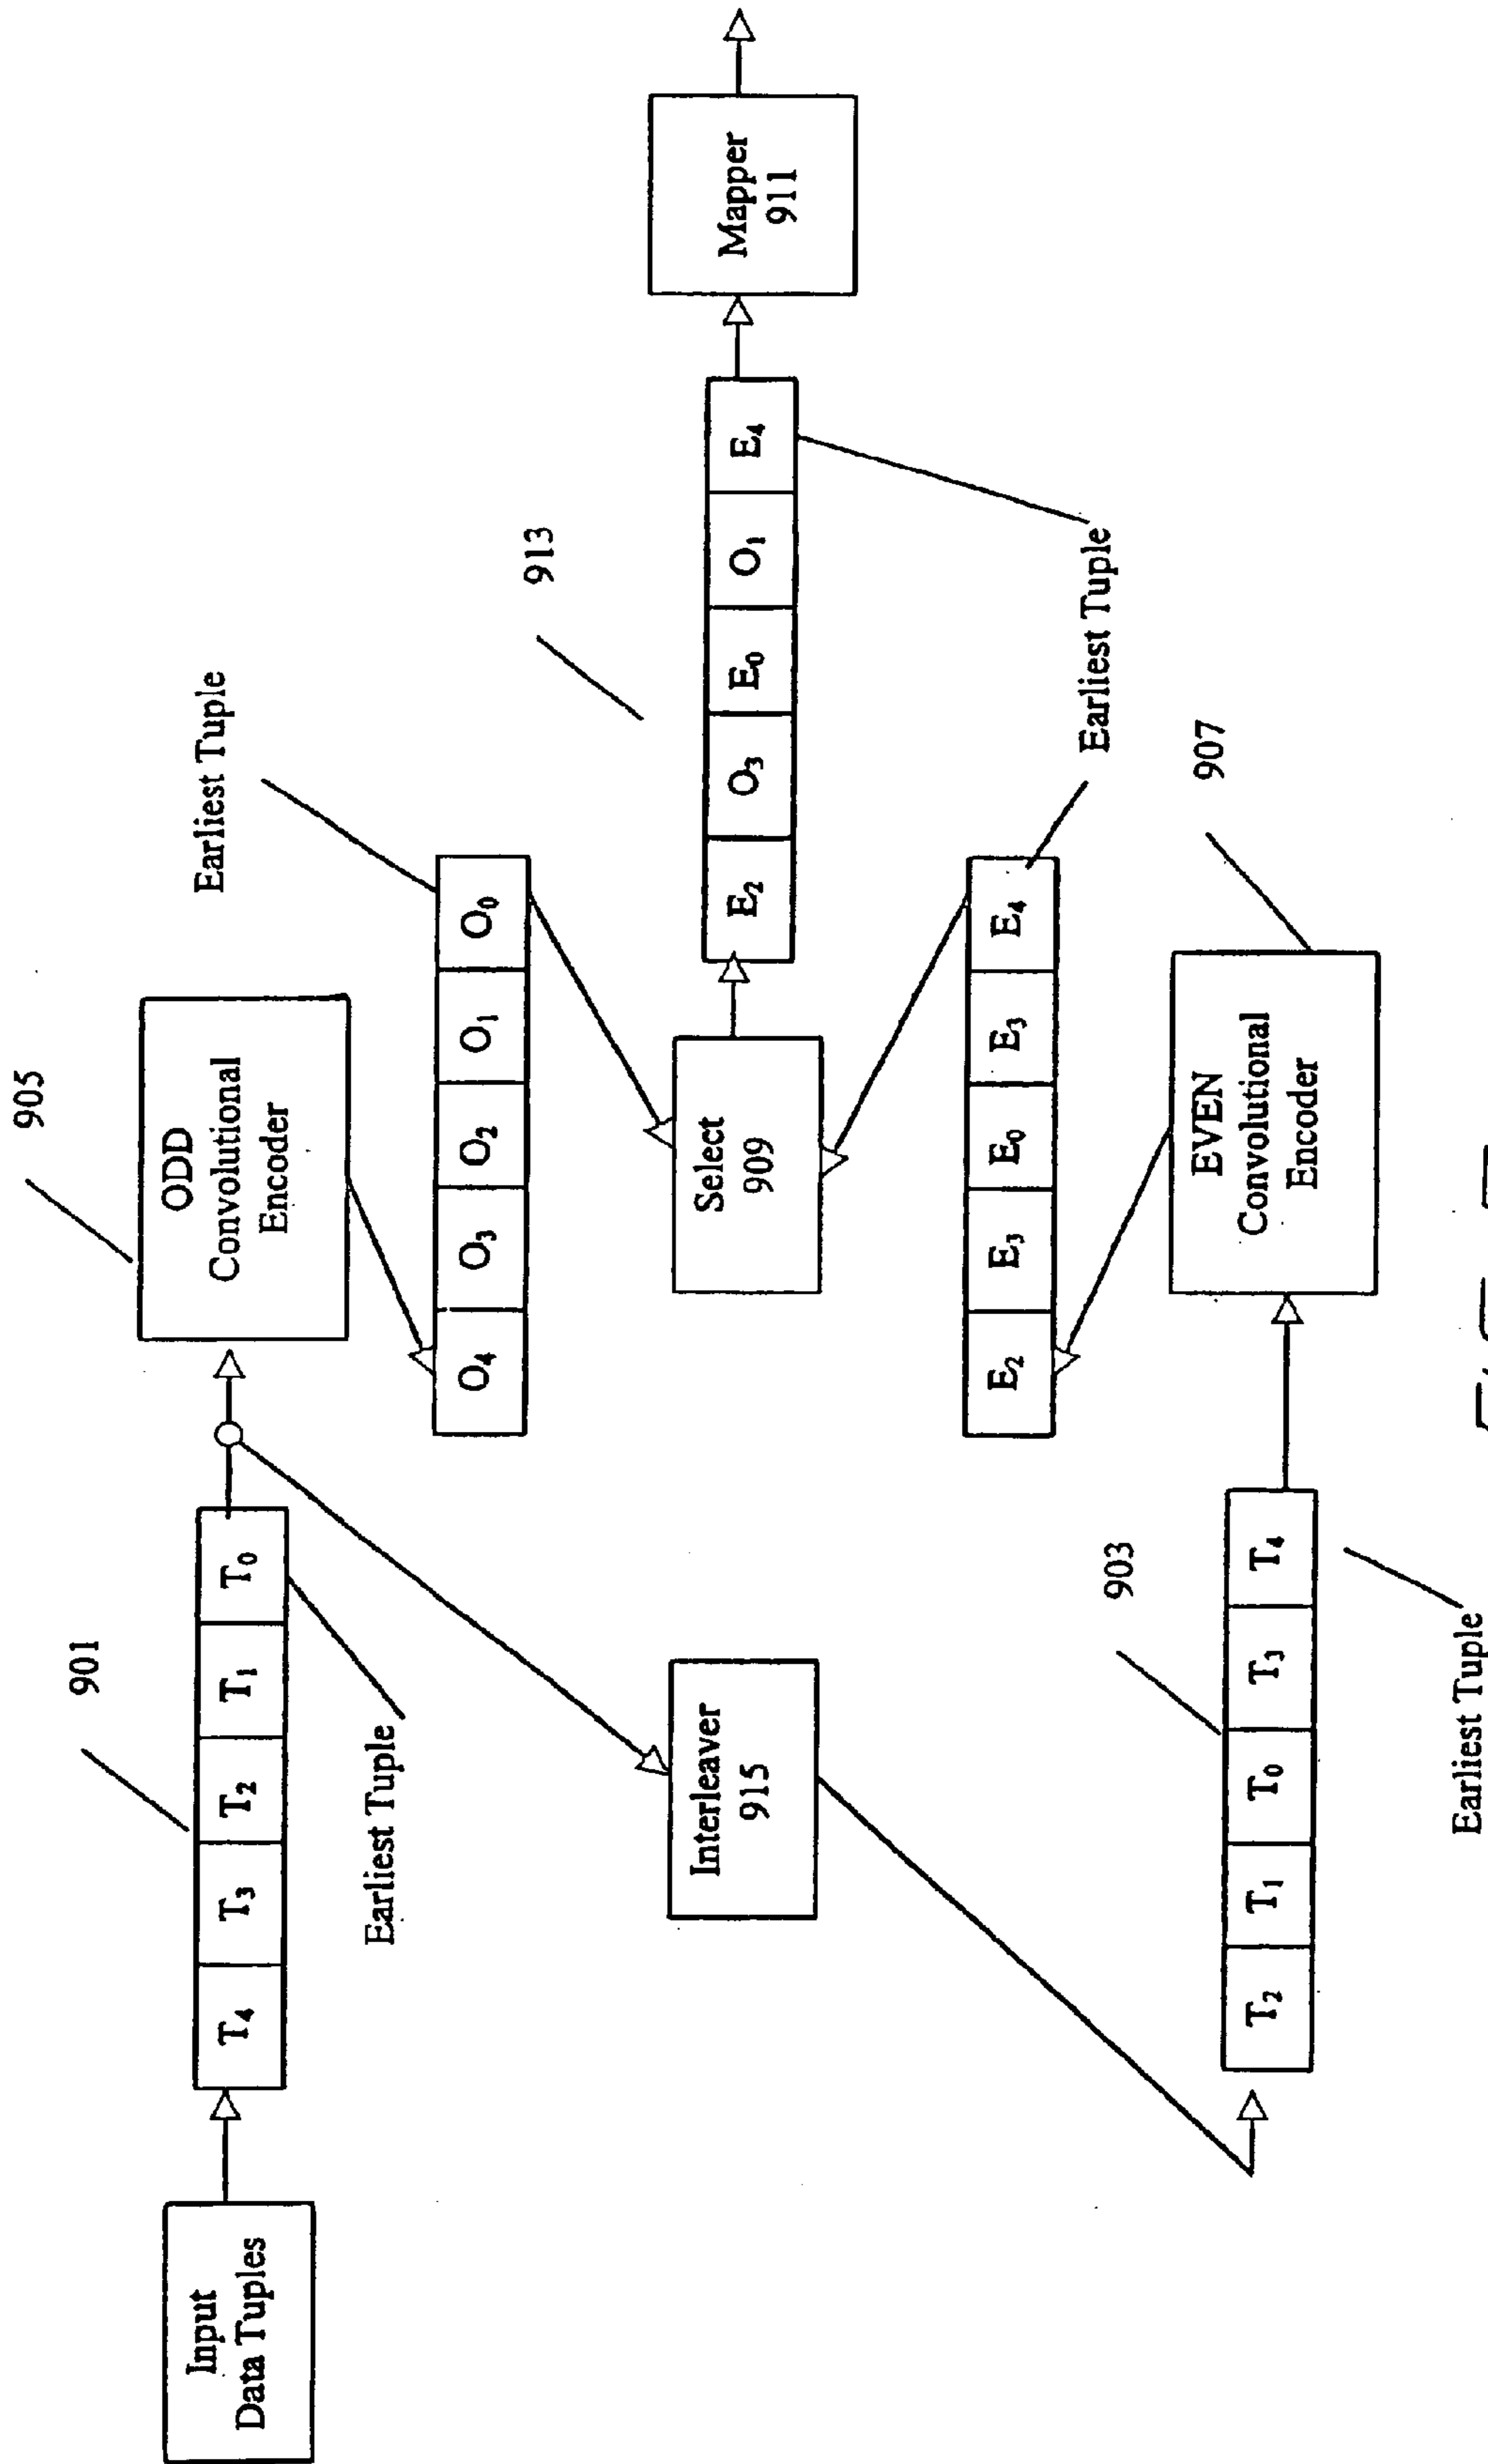 Input
Data Tuples
T4 T3 T2 T1 T0
901
Earliest Tuple
905
ODD
Convolutional
Encoder
O4 O3 O2 O1 O0
Earliest Tuple
Interleaver
915
Select
909
913
E2 O3 E0 O1 E4
Mapper
911
E2 E3 E0 E3 E4
Earliest Tuple
T2 T1 T0 T3 T4
903
Earliest Tuple
EVEN
Convolutional
Encoder
907